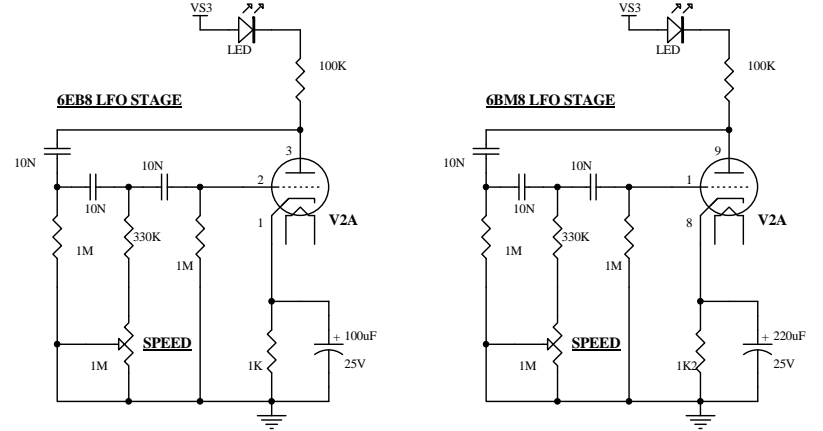 VS3
LED
100K
6EB8 LFO STAGE
3
10N
10N
2
10N
1
V2A
330K
1M
1M
SPEED
+ 100uF
1M
1K
25V
VS3
LED
100K
6BM8 LFO STAGE
9
10N
10N
1
10N
8
V2A
330K
1M
1M
SPEED
+ 220uF
1M
1K2
25V